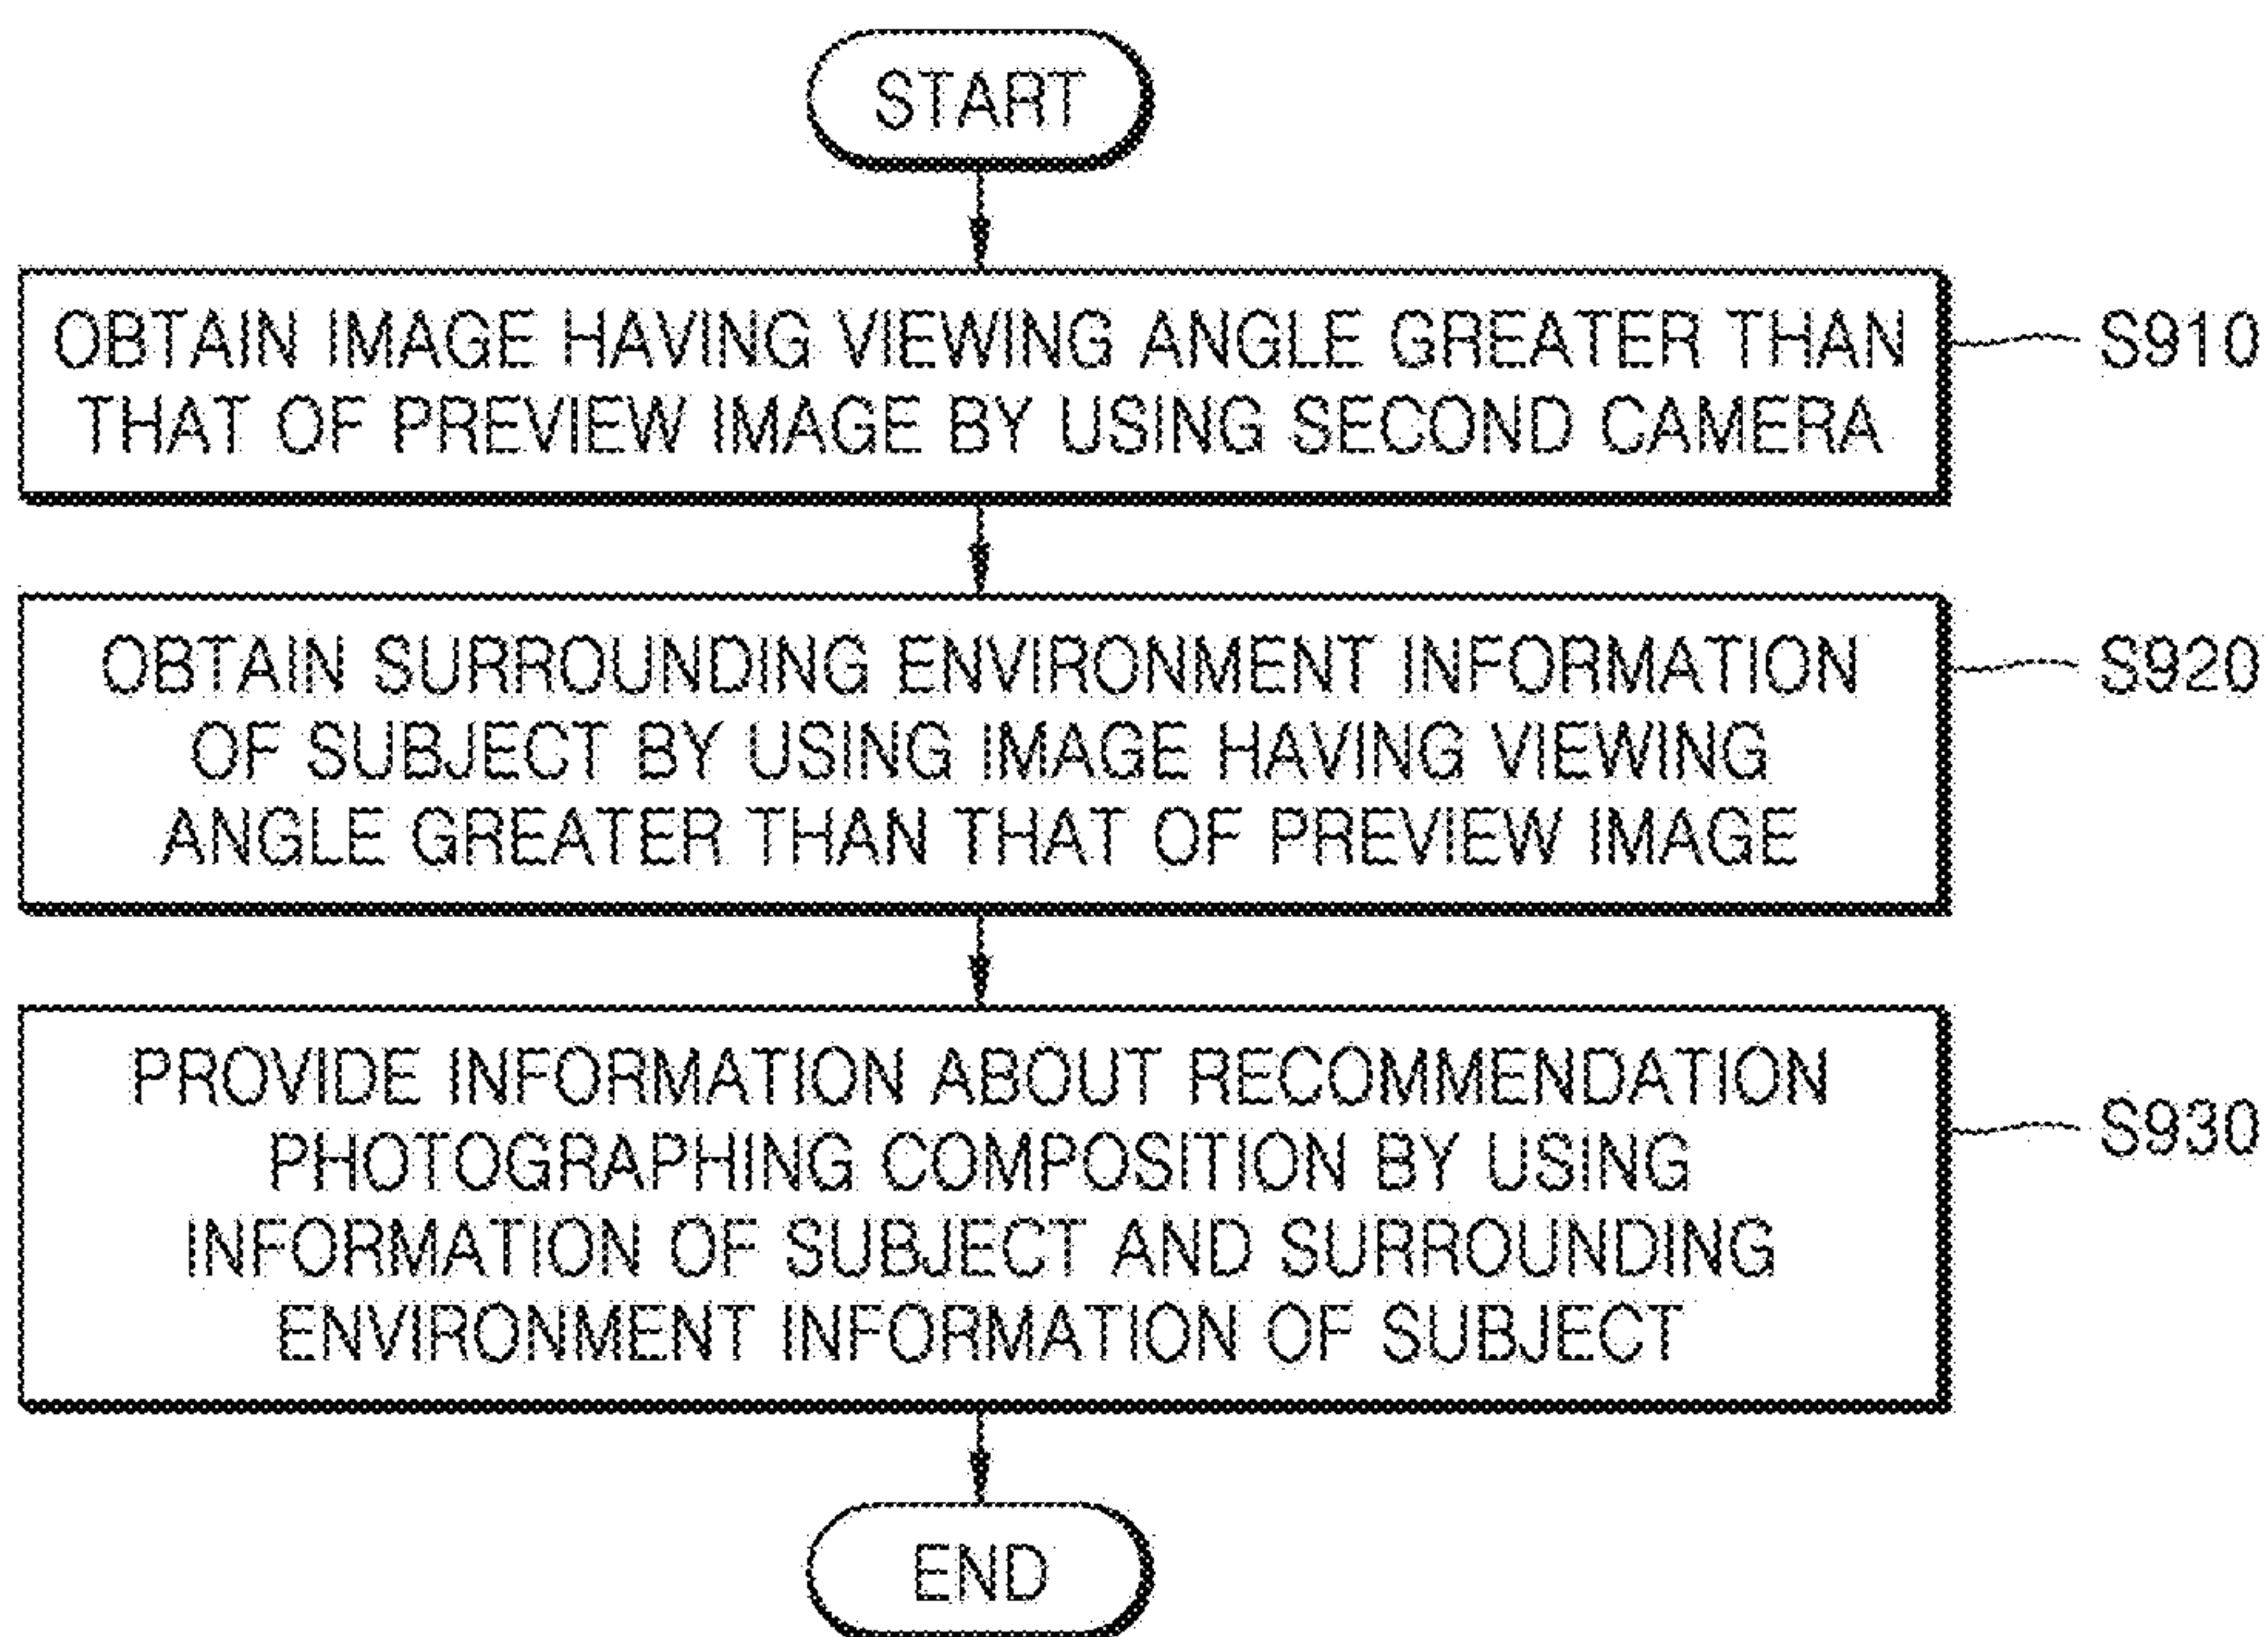 START
OBTAIN IMAGE HAVING VIEWING ANGLE GREATER THAN
THAT OF PREVIEW IMAGE BY USING SECOND CAMERA
S910
OBTAIN SURROUNDING ENVIRONMENT INFORMATION
OF SUBJECT BY USING IMAGE HAVING VIEWING
ANGLE GREATER THAN THAT OF PREVIEW IMAGE
S920
PROVIDE INFORMATION ABOUT RECOMMENDATION
PHOTOGRAPHING COMPOSITION BY USING
INFORMATION OF SUBJECT AND SURROUNDING
ENVIRONMENT INFORMATION OF SUBJECT
S930
END